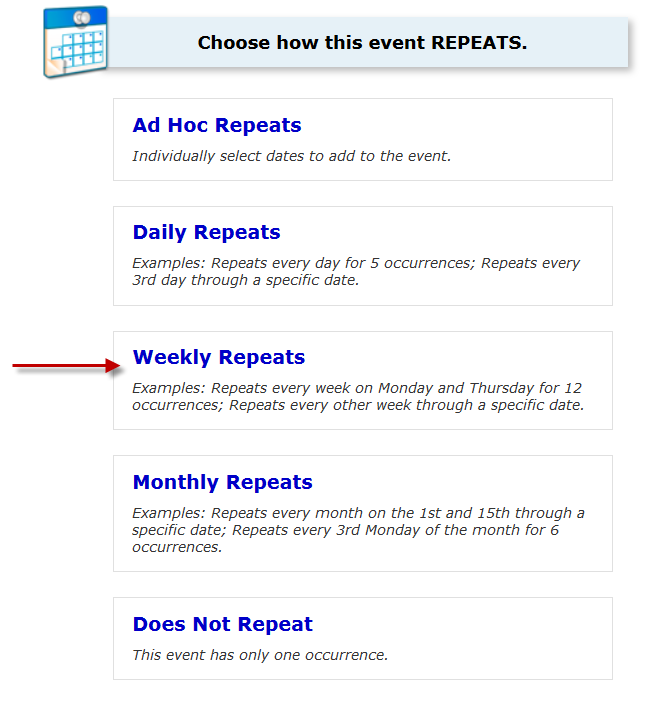 Choose how this event REPEATS.
Ad Hoc Repeats
Individually select dates to add to the event.
Daily Repeats
Examples: Repeats every day for 5 occurrences; Repeats every
3rd day through a specific date.
Weekly Repeats
Examples: Repeats every week on Monday and Thursday for 12
occurrences; Repeats every other week through a specific date.
Monthly Repeats
Examples: Repeats every month on the 1st and 15th through a
specific date; Repeats every 3rd Monday of the month for 6
occurrences.
Does Not Repeat
This event has only one occurrence.